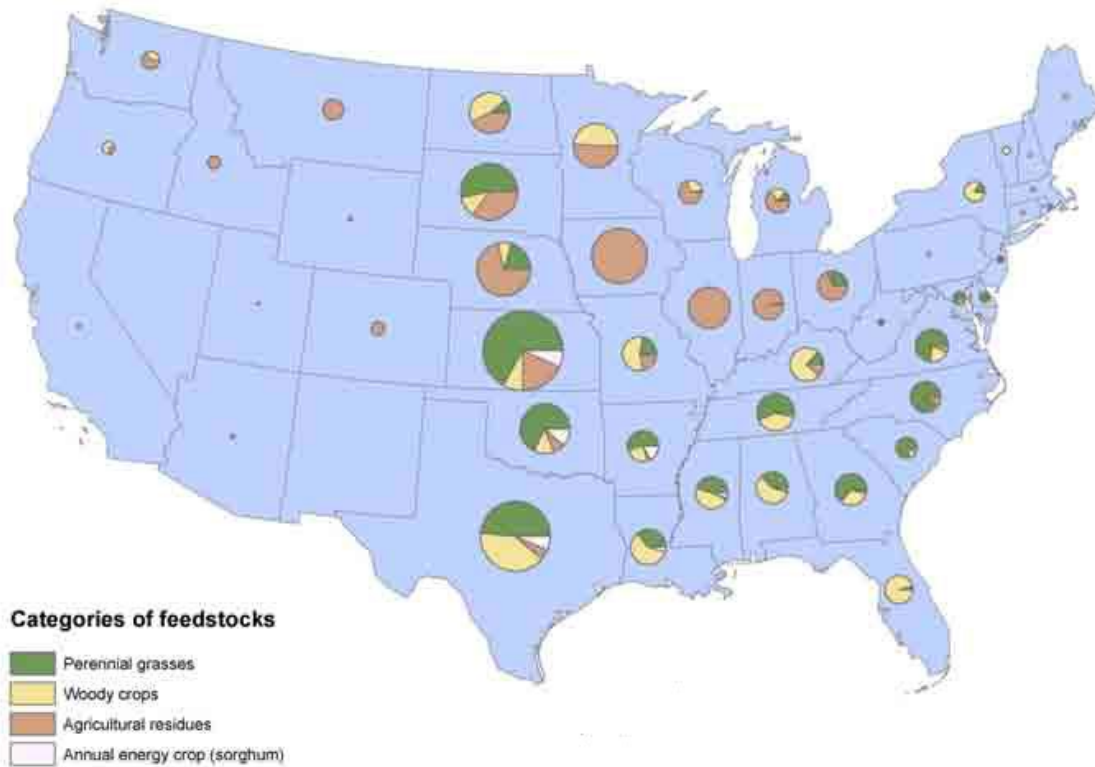 Categories of feedstocks
Perennial grasses
Woody crops
Agricultural residues
Annual energy crop (sorghum)